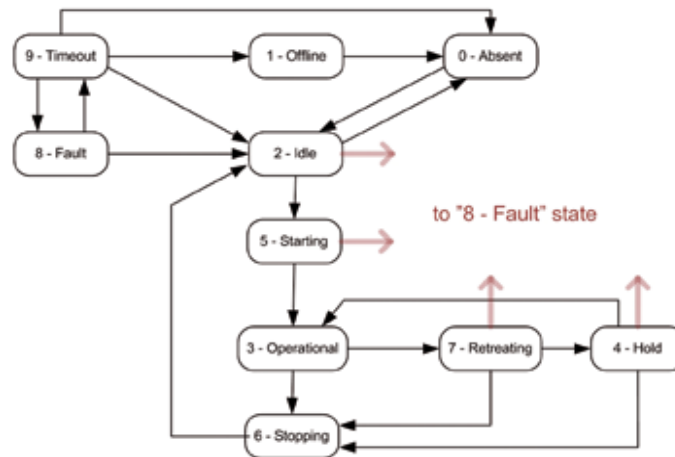 9 - Timeout
1 - Offline
0 - Absent
8 - Fault
2 - Idle
to "8 - Fault" state
5 - Starting
3 - Operational
7 - Retreating
4 - Hold
6 - Stopping